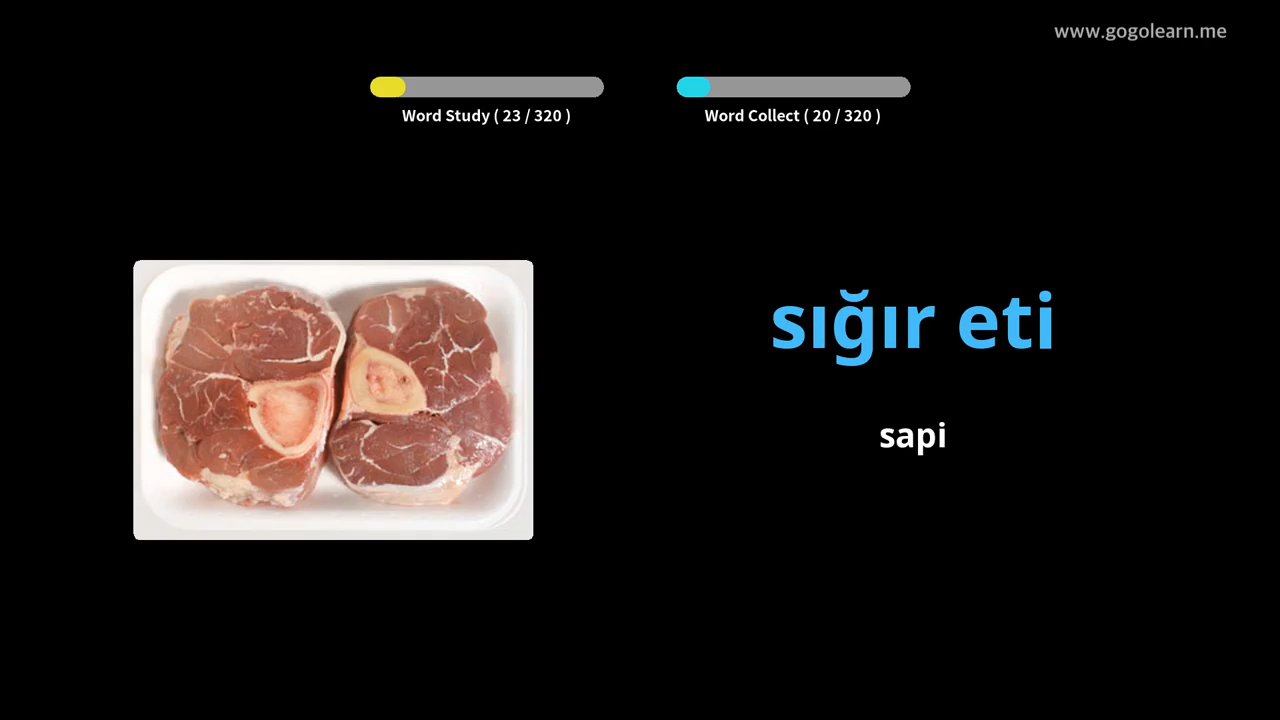 www.gogolearn.me
Word Study ( 23 / 320 )
Word Collect ( 20 / 320 )
sığır eti
sapi